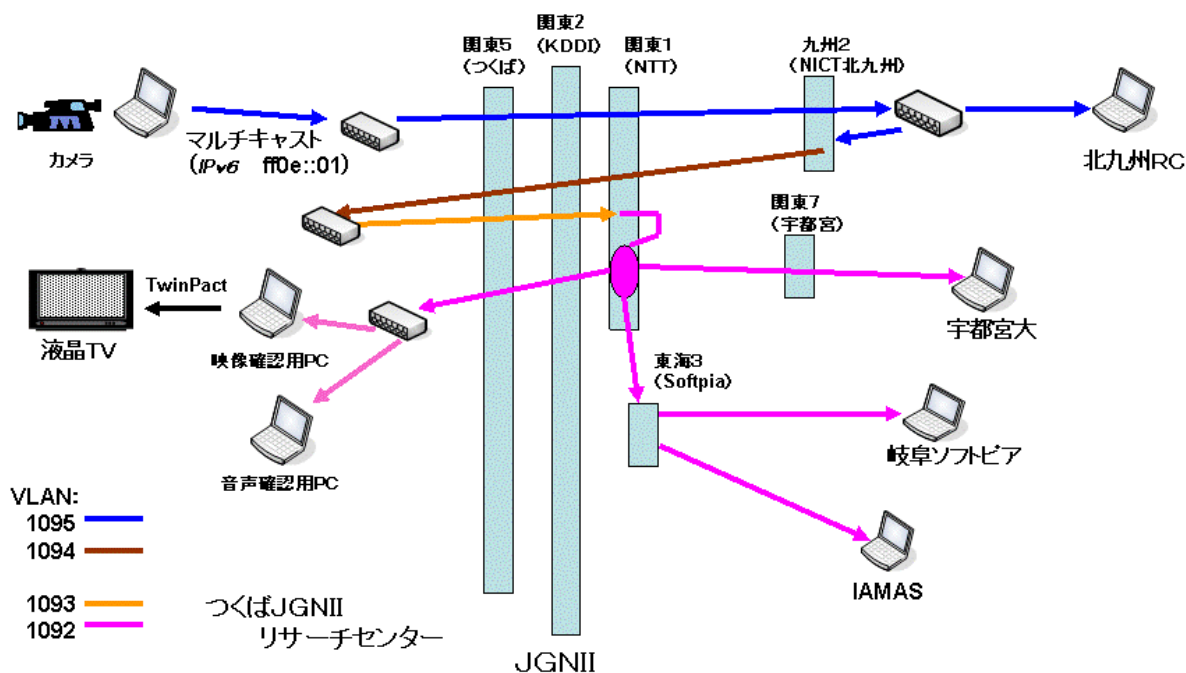 関東5
(つくば)
関東2
(KDDI)
関東1
(NTT)
九州2
(NICT北九州)
カメラ
マルチキャスト
(IPv6 ff0e::01)
北九州RC
関東7
(宇都宮)
TwinPact
液晶TV
映像確認用PC
宇都宮大
東海3
(Softpia)
音声確認用PC
岐阜ソフトピア
VLAN:
1095
1094
1093
1092
IAMAS
つくばJGNII
リサーチセンター
JGNII